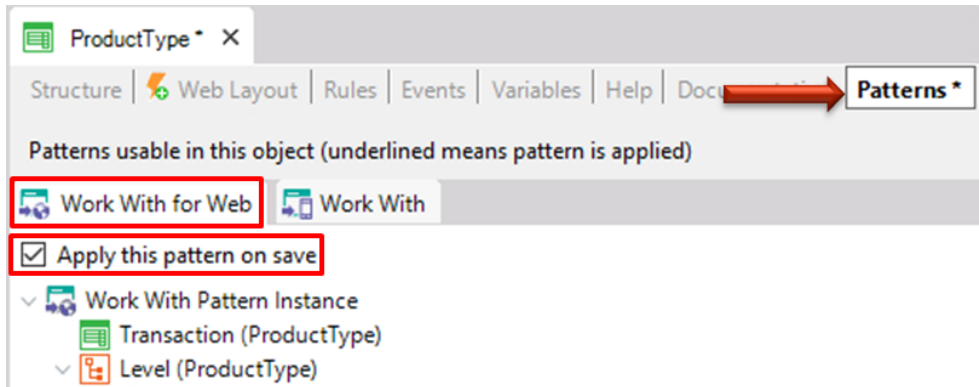 ProductType *
Structure Web Layout Rules Events Variables Help Patterns *
Patterns usable in this object (underlined means pattern is applied)
Work With for Web Work With
Apply this pattern on save
Work With Pattern Instance
Transaction (ProductType)
Level (ProductType)